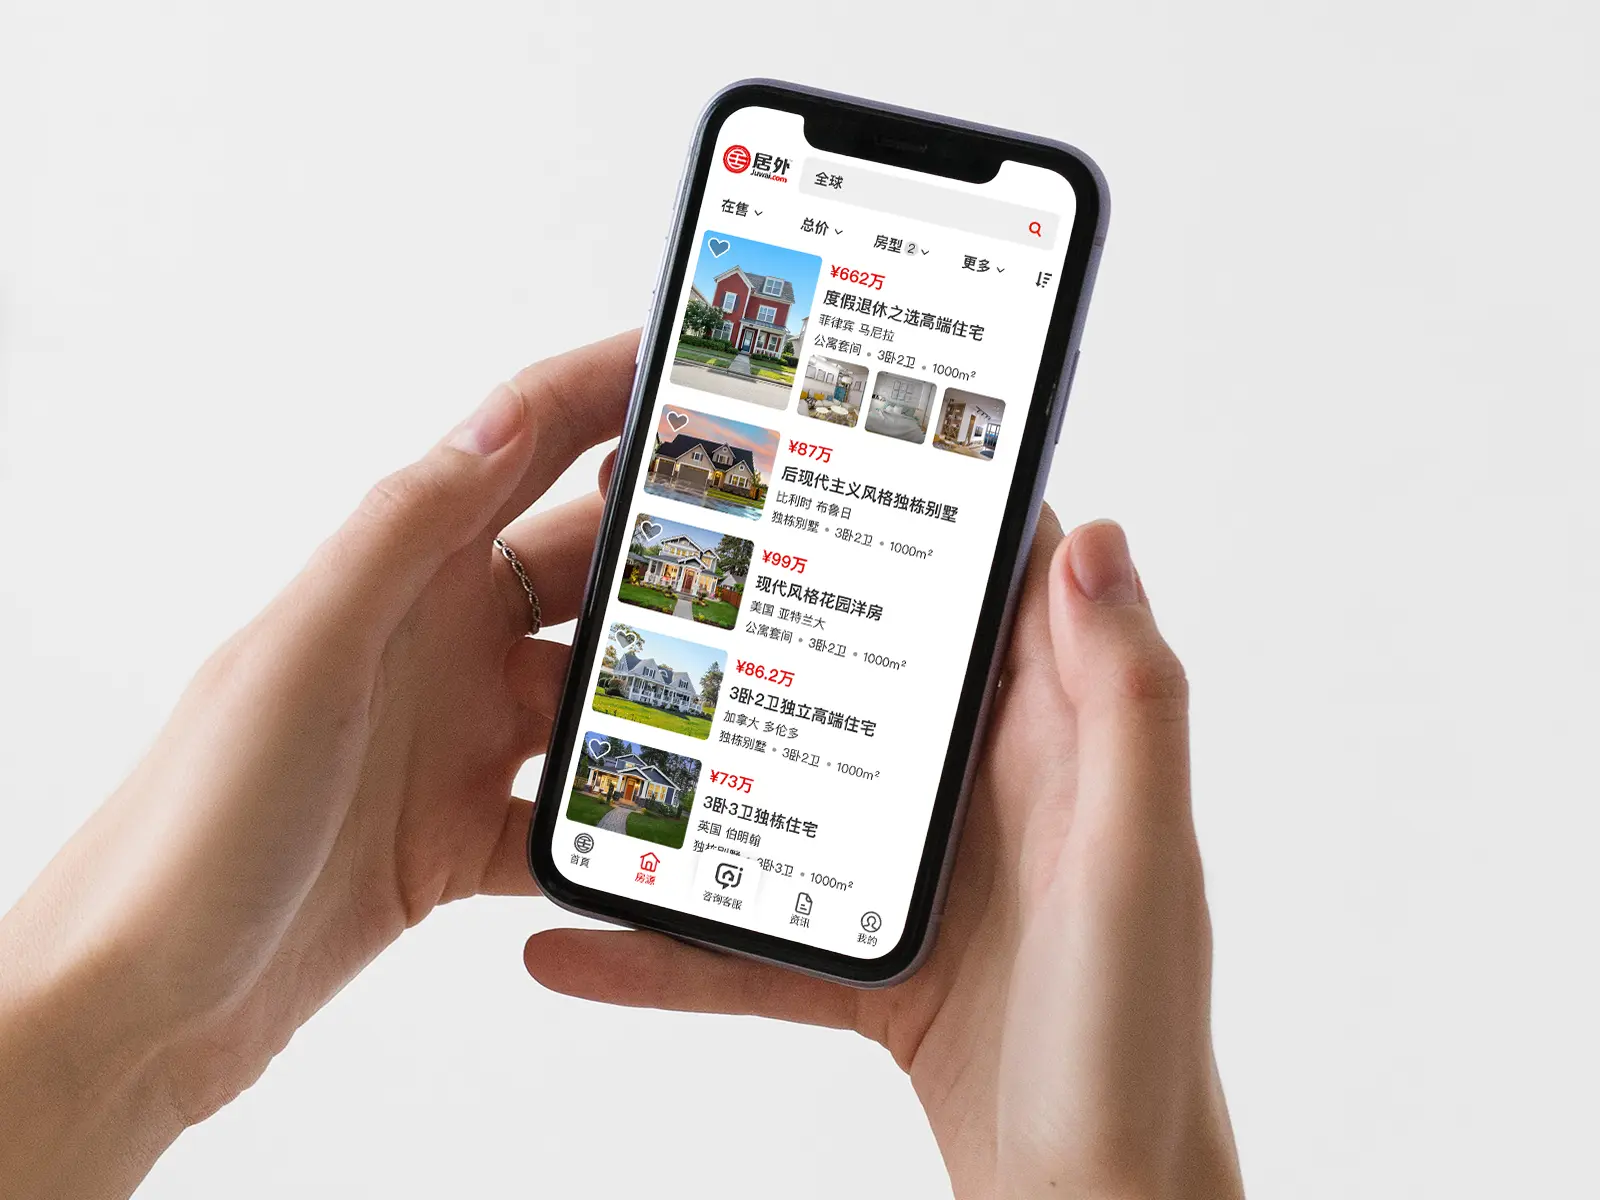 居外
Juwai.com
全球
在售
总价
房型 2
更多
¥662万
度假退休之选高端住宅
菲律宾 马尼拉
公寓套间 • 3卧2卫 • 1000m²
¥87万
后现代主义风格独栋别墅
比利时 布鲁日
独栋别墅 • 3卧2卫 • 1000m²
¥99万
现代风格花园洋房
美国 亚特兰大
公寓套间 • 3卧2卫 • 1000m²
¥86.2万
3卧2卫独立高端住宅
加拿大 多伦多
独栋别墅 • 3卧2卫 • 1000m²
¥73万
3卧3卫独栋住宅
英国 伯明翰
独栋别墅 • 3卧3卫 • 1000m²
首頁
房源
咨询客服
资讯
我的